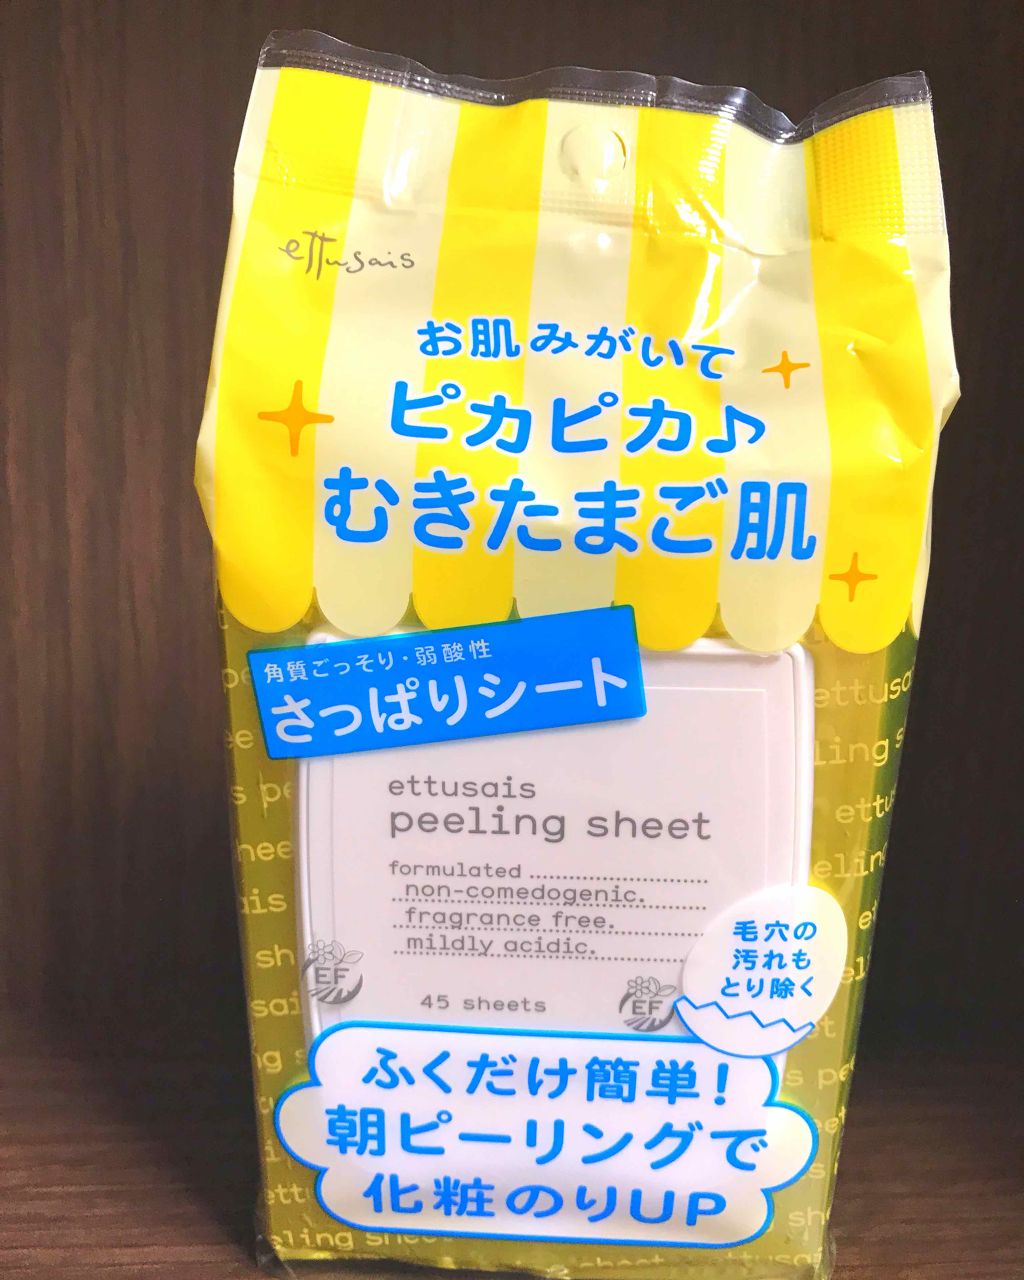 ettusais
お肌みがいて
ピカピカ♪
むきたまご肌
角質ごっそり・弱酸性
さっぱりシート
ettusais
peeling sheet
formulated
non-comedogenic.
fragrance free.
mildly acidic.
EF
EF
45 sheets
毛穴の
汚れも
とり除く
ふくだけ簡単!
朝ピーリングで
化粧のりUP